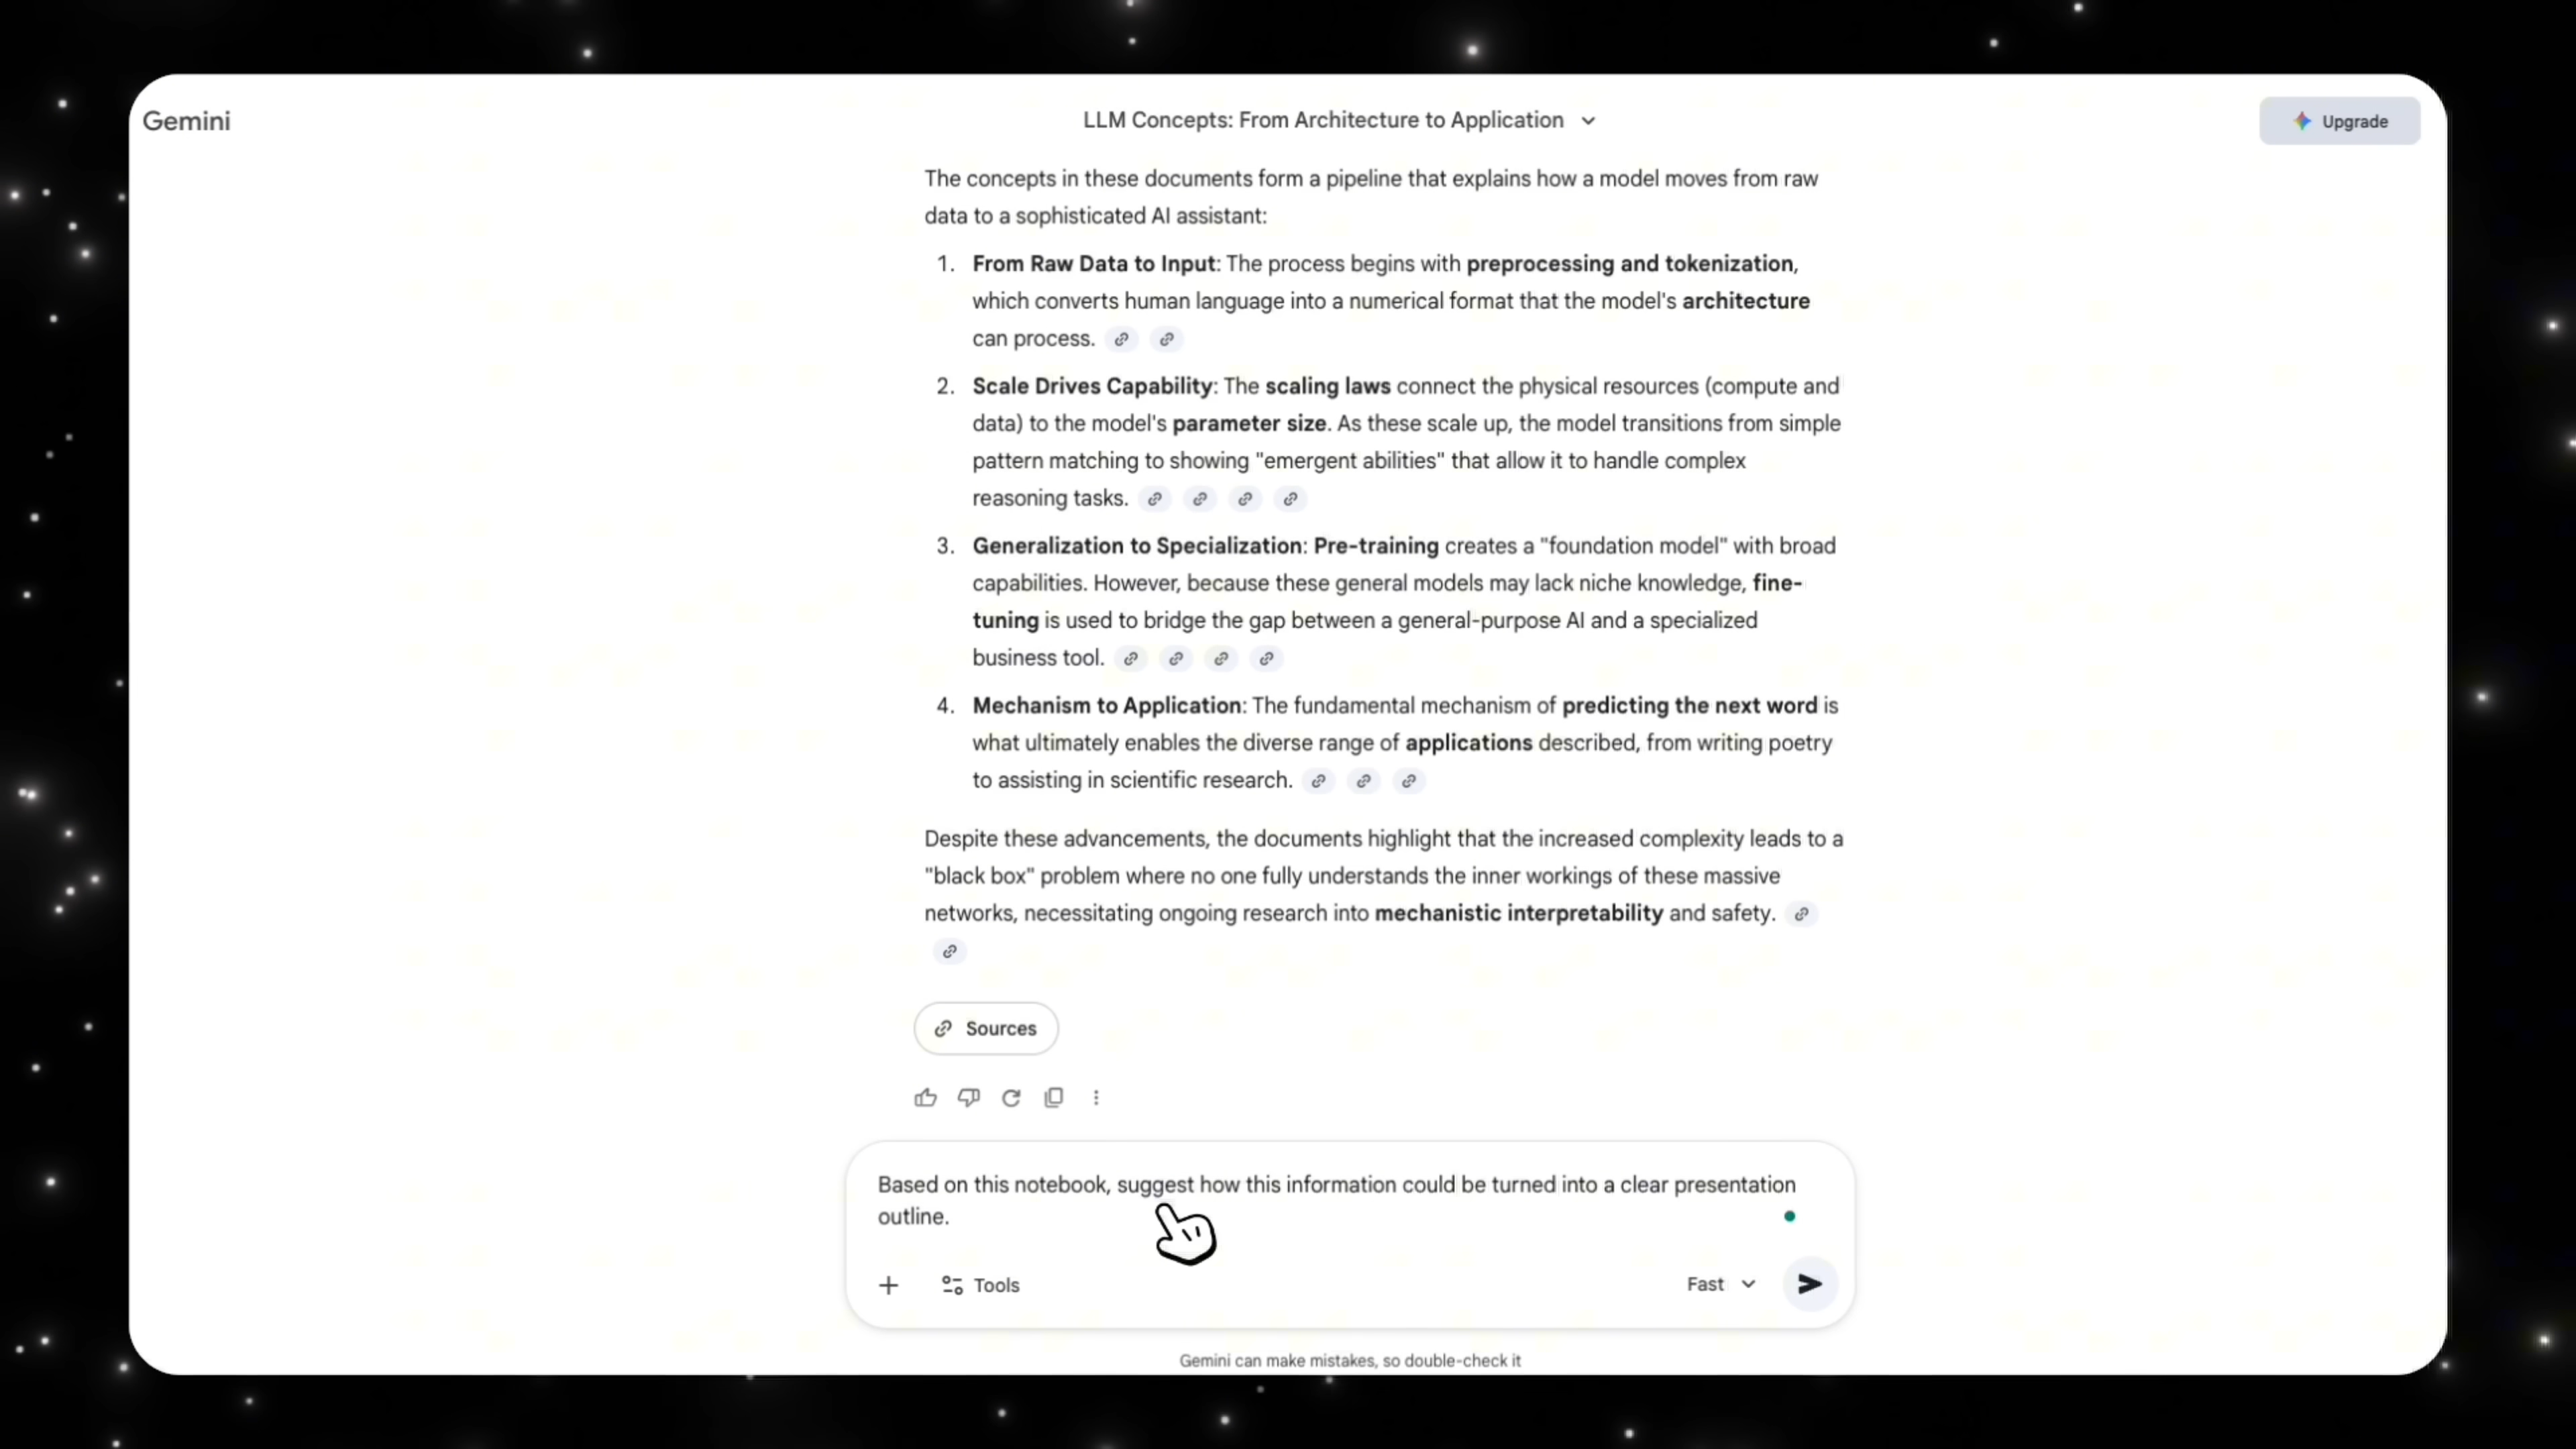 Gemini
LLM Concepts: From Architecture to Application
Upgrade
The concepts in these documents form a pipeline that explains how a model moves from raw
data to a sophisticated AI assistant:
1. From Raw Data to Input: The process begins with preprocessing and tokenization,
which converts human language into a numerical format that the model's architecture
can process.
2. Scale Drives Capability: The scaling laws connect the physical resources (compute and
data) to the model's parameter size. As these scale up, the model transitions from simple
pattern matching to showing "emergent abilities" that allow it to handle complex
reasoning tasks.
3. Generalization to Specialization: Pre-training creates a "foundation model" with broad
capabilities. However, because these general models may lack niche knowledge, fine-
tuning is used to bridge the gap between a general-purpose AI and a specialized
business tool.
4. Mechanism to Application: The fundamental mechanism of predicting the next word is
what ultimately enables the diverse range of applications described, from writing poetry
to assisting in scientific research.
Despite these advancements, the documents highlight that the increased complexity leads to a
"black box" problem where no one fully understands the inner workings of these massive
networks, necessitating ongoing research into mechanistic interpretability and safety.
Sources
Based on this notebook, suggest how this information could be turned into a clear presentation
outline.
Tools
Fast
Gemini can make mistakes, so double-check it